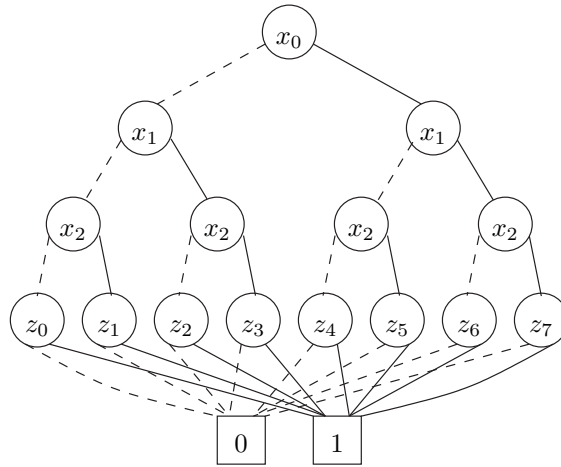 x₀
x₁ x₁
x₂ x₂ x₂ x₂
z₀ z₁ z₂ z₃ z₄ z₅ z₆ z₇
0 1